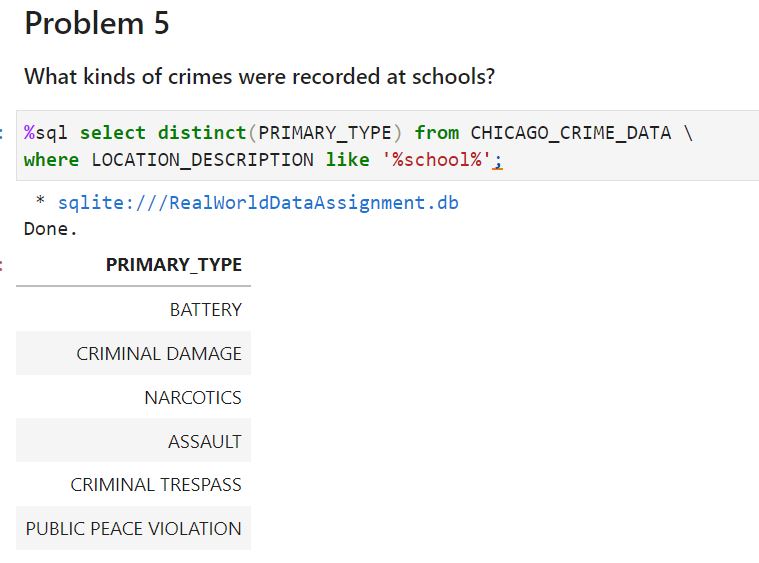 Problem 5
What kinds of crimes were recorded at schools?
: %sql select distinct(PRIMARY_TYPE) from CHICAGO_CRIME_DATA \
where LOCATION_DESCRIPTION like '%school%';
* sqlite:///RealWorldDataAssignment.db
Done.
: PRIMARY_TYPE
BATTERY
CRIMINAL DAMAGE
NARCOTICS
ASSAULT
CRIMINAL TRESPASS
PUBLIC PEACE VIOLATION